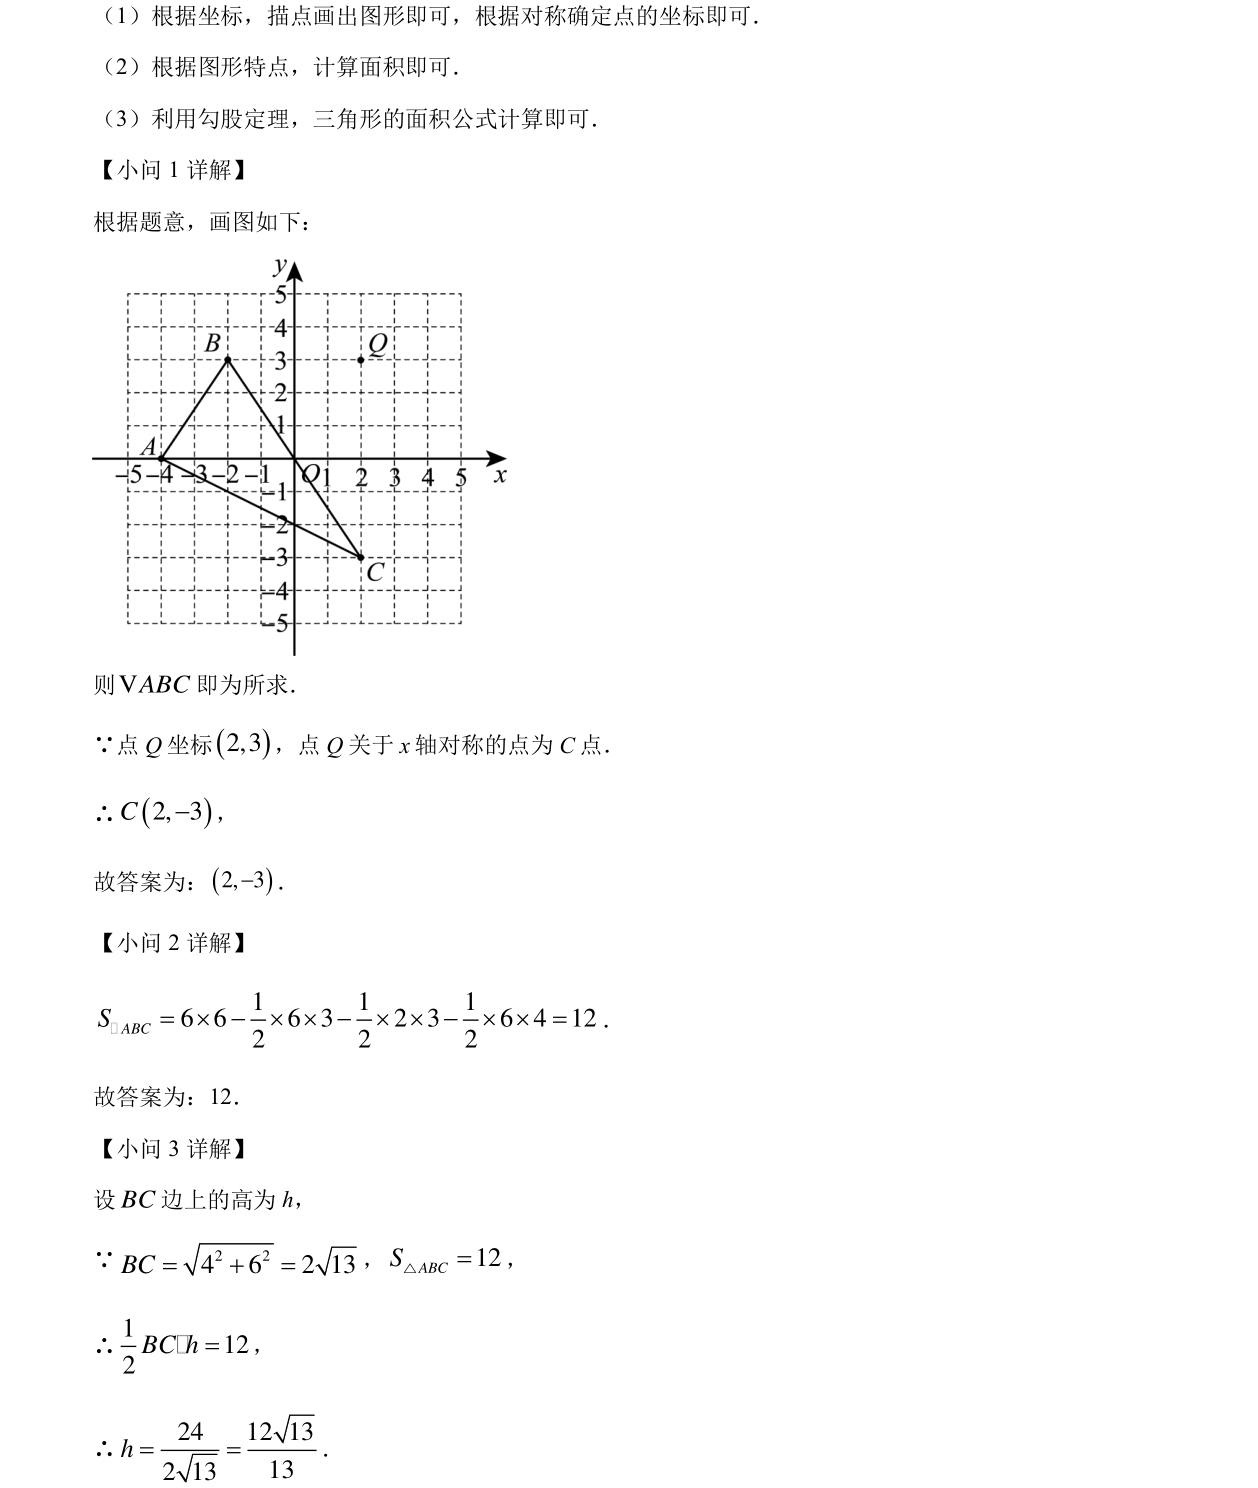 （1）根据坐标，描点画出图形即可，根据对称确定点的坐标即可．
（2）根据图形特点，计算面积即可．
（3）利用勾股定理，三角形的面积公式计算即可．
【小问 1 详解】
根据题意，画图如下：
y
5
4
B
Q
3
2
1
A
-5 -4 -3 -2 -1 O 1 2 3 4 5 x
-1
-2
-3
C
-4
-5
则VABC 即为所求．
∵点 Q 坐标(2,3)，点 Q 关于 x 轴对称的点为 C 点．
∴ C(2,−3)，
故答案为：(2,−3)．
【小问 2 详解】
S□ABC = 6×6−1/2×6×3−1/2×2×3−1/2×6×4=12．
故答案为：12．
【小问 3 详解】
设 BC 边上的高为 h，
∵ BC = √(4²+6²) = 2√13，S△ABC =12，
∴ 1/2 BC□h =12，
∴ h = 24/(2√13) = 12√13/13．